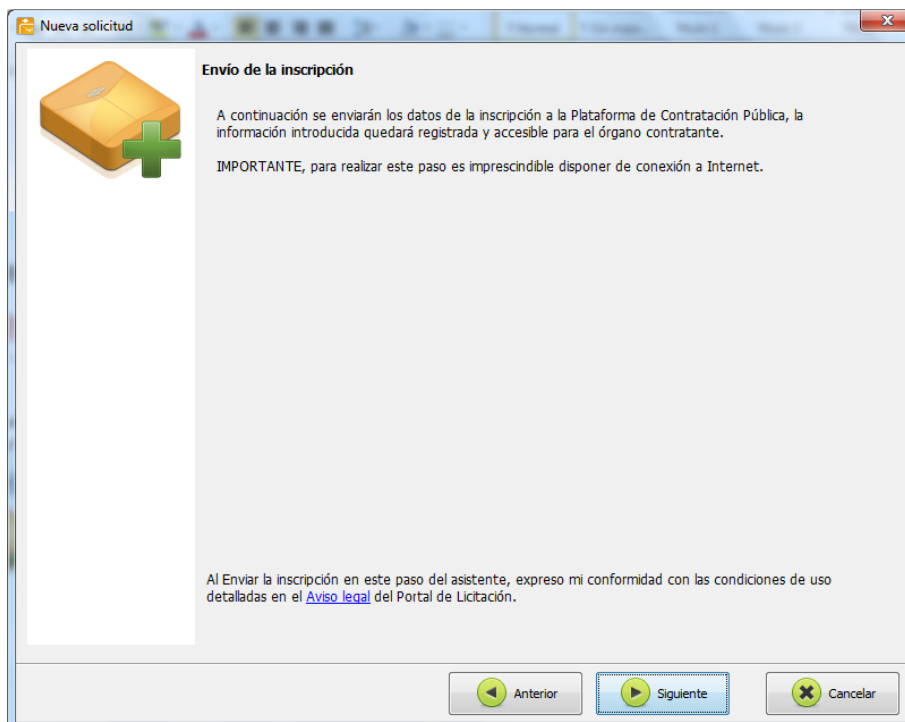 Nueva solicitud
Envío de la inscripción
A continuación se enviarán los datos de la inscripción a la Plataforma de Contratación Pública, la
información introducida quedará registrada y accesible para el órgano contratante.
IMPORTANTE, para realizar este paso es imprescindible disponer de conexión a Internet.
Al Enviar la inscripción en este paso del asistente, expreso mi conformidad con las condiciones de uso
detalladas en el Aviso legal del Portal de Licitación.
Anterior
Siguiente
Cancelar